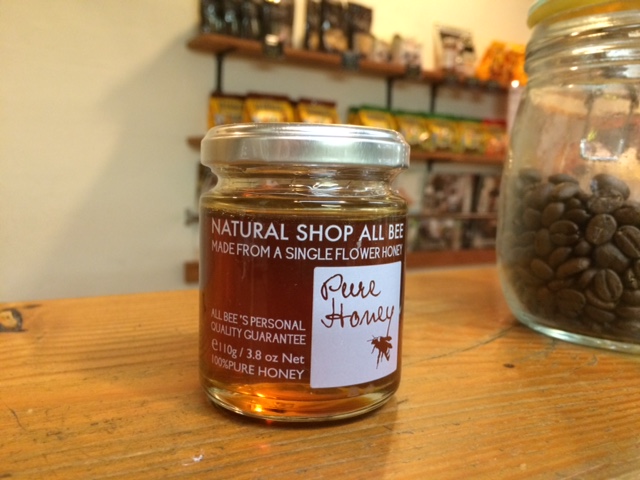 NATURAL SHOP ALL BEE
MADE FROM A SINGLE FLOWER HONEY
Pure
Honey
ALL BEE'S PERSONAL
QUALITY GUARANTEE
℮110g / 3.8 oz Net
100%PURE HONEY